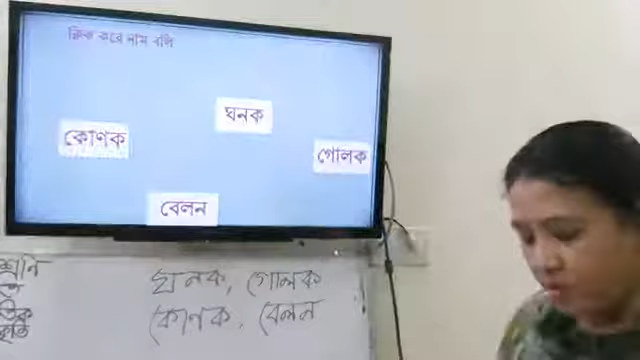 ক্লিক করে নাম বলি
ঘনক
কোণক
গোলক
বেলন
ঘনক, গোলক
কোণক, বেলন